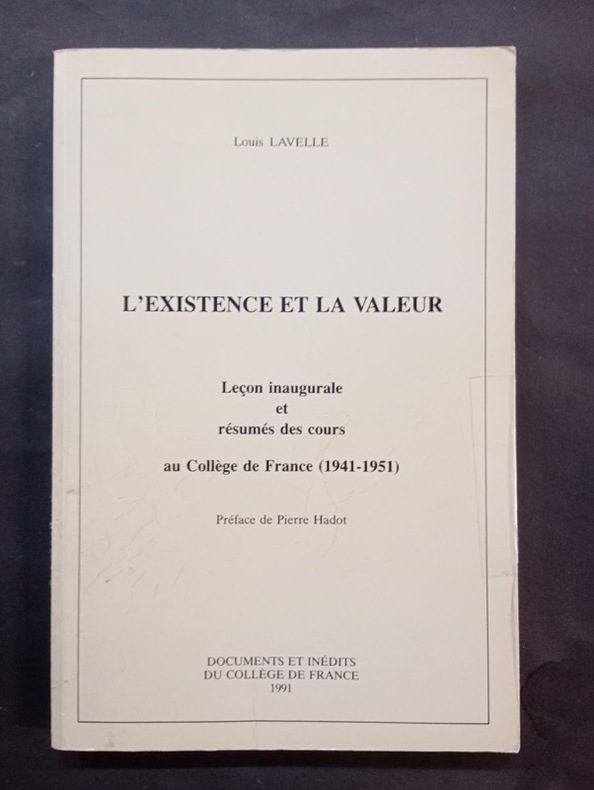 Louis LAVELLE
L'EXISTENCE ET LA VALEUR
Leçon inaugurale
et
résumés des cours
au Collège de France (1941-1951)
Préface de Pierre Hadot
DOCUMENTS ET INÉDITS
DU COLLÈGE DE FRANCE
1991